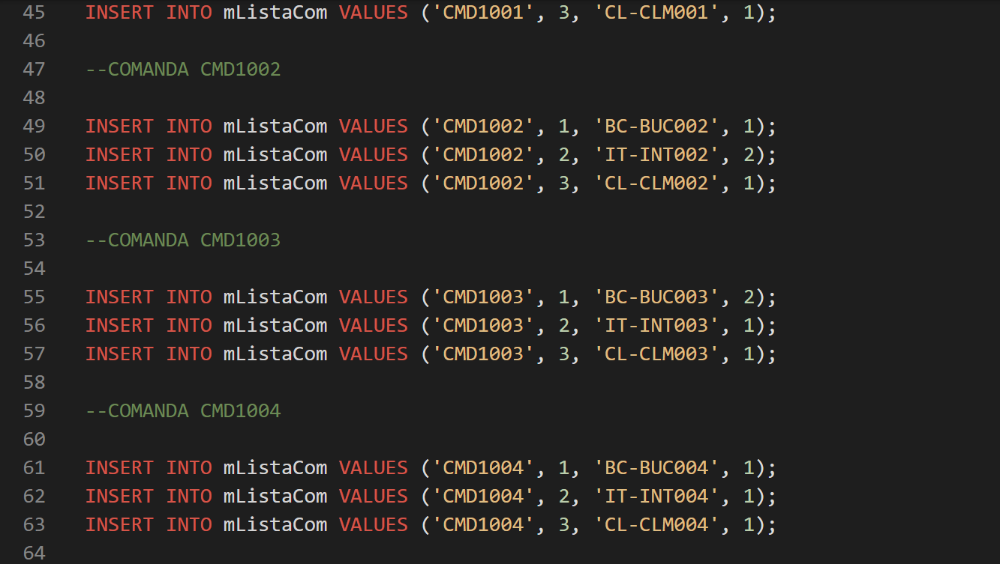 45 INSERT INTO mListaCom VALUES ('CMD1001', 3, 'CL-CLM001', 1);
46
47 --COMANDA CMD1002
48
49 INSERT INTO mListaCom VALUES ('CMD1002', 1, 'BC-BUC002', 1);
50 INSERT INTO mListaCom VALUES ('CMD1002', 2, 'IT-INT002', 2);
51 INSERT INTO mListaCom VALUES ('CMD1002', 3, 'CL-CLM002', 1);
52
53 --COMANDA CMD1003
54
55 INSERT INTO mListaCom VALUES ('CMD1003', 1, 'BC-BUC003', 2);
56 INSERT INTO mListaCom VALUES ('CMD1003', 2, 'IT-INT003', 1);
57 INSERT INTO mListaCom VALUES ('CMD1003', 3, 'CL-CLM003', 1);
58
59 --COMANDA CMD1004
60
61 INSERT INTO mListaCom VALUES ('CMD1004', 1, 'BC-BUC004', 1);
62 INSERT INTO mListaCom VALUES ('CMD1004', 2, 'IT-INT004', 1);
63 INSERT INTO mListaCom VALUES ('CMD1004', 3, 'CL-CLM004', 1);
64